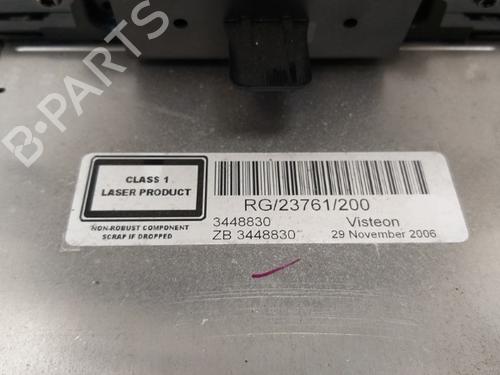 B-PARTS
CLASS 1
LASER PRODUCT
NON-ROBUST COMPONENT
SCRAP IF DROPPED
RG/23761/200
3448830 Visteon
ZB 3448830 29 November 2006